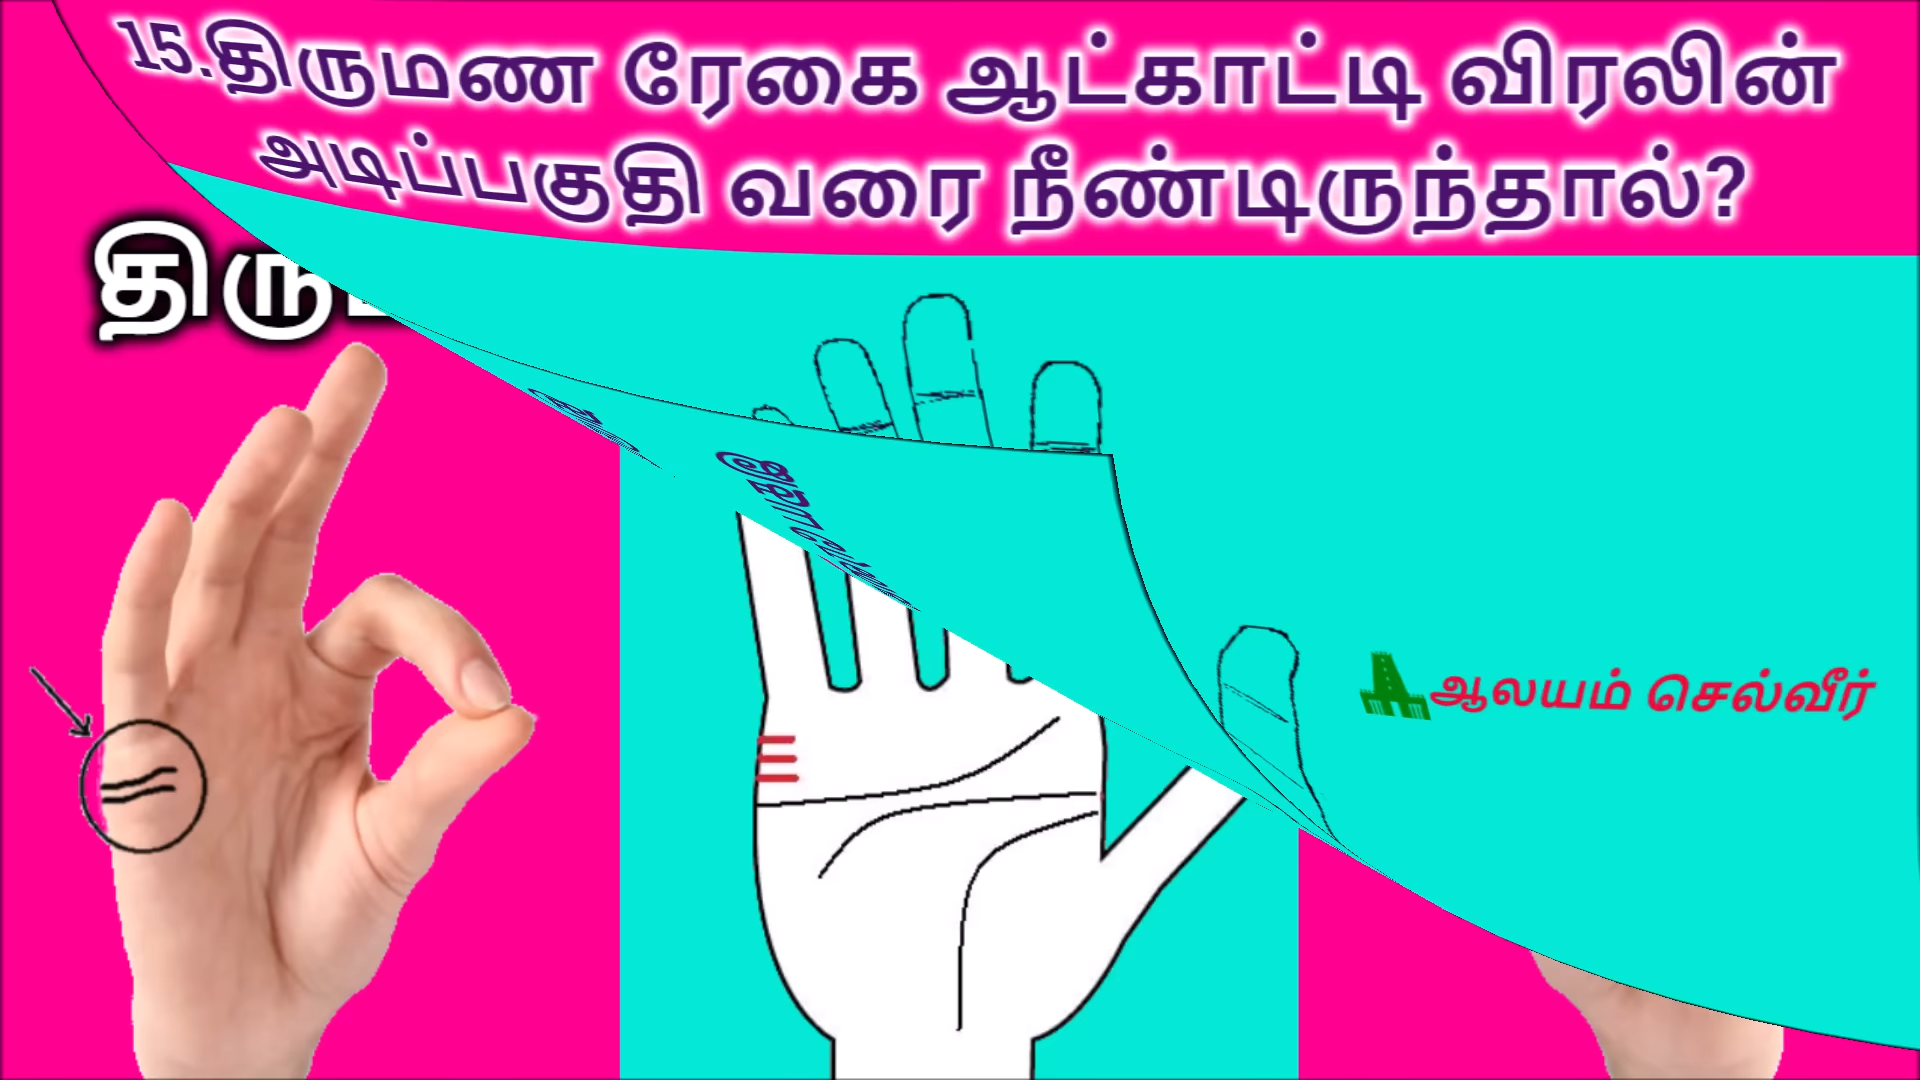 15.திருமண ரேகை ஆட்காட்டி விரலின்
அடிப்பகுதி வரை நீண்டிருந்தால்?
ஆலயம் செல்வீர்